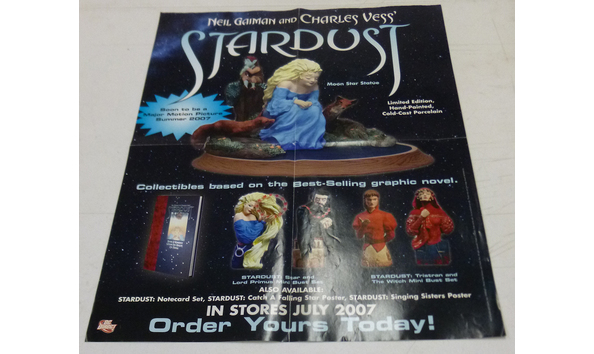 NEIL GAIMAN AND CHARLES VESS'
STARDUST
Moon Star Statue
Limited Edition,
Hand-Painted,
Cold-Cast Porcelain
Soon to be a
Major Motion Picture
Summer 2007
Collectibles based on the Best-Selling graphic novel.
STARDUST: Star and
Lord Primus Mini Bust Set
STARDUST: Tristran and
The Witch Mini Bust Set
ALSO AVAILABLE:
STARDUST: Notecard Set, STARDUST: Catch A Falling Star Poster, STARDUST: Singing Sisters Poster
IN STORES JULY 2007
Order Yours Today!